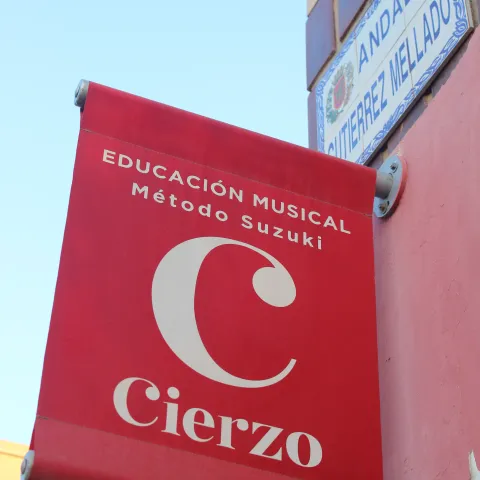 ANDA
GUTIERREZ MELLADO
EDUCACIÓN MUSICAL
Método Suzuki
C
Cierzo